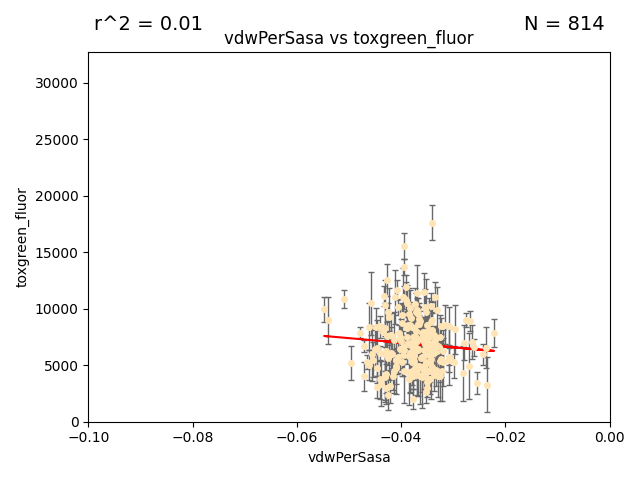 r^2 = 0.01
N = 814
vdwPerSasa vs toxgreen_fluor
toxgreen_fluor
30000
25000
20000
15000
10000
5000
0
−0.10
−0.08
−0.06
−0.04
−0.02
0.00
vdwPerSasa